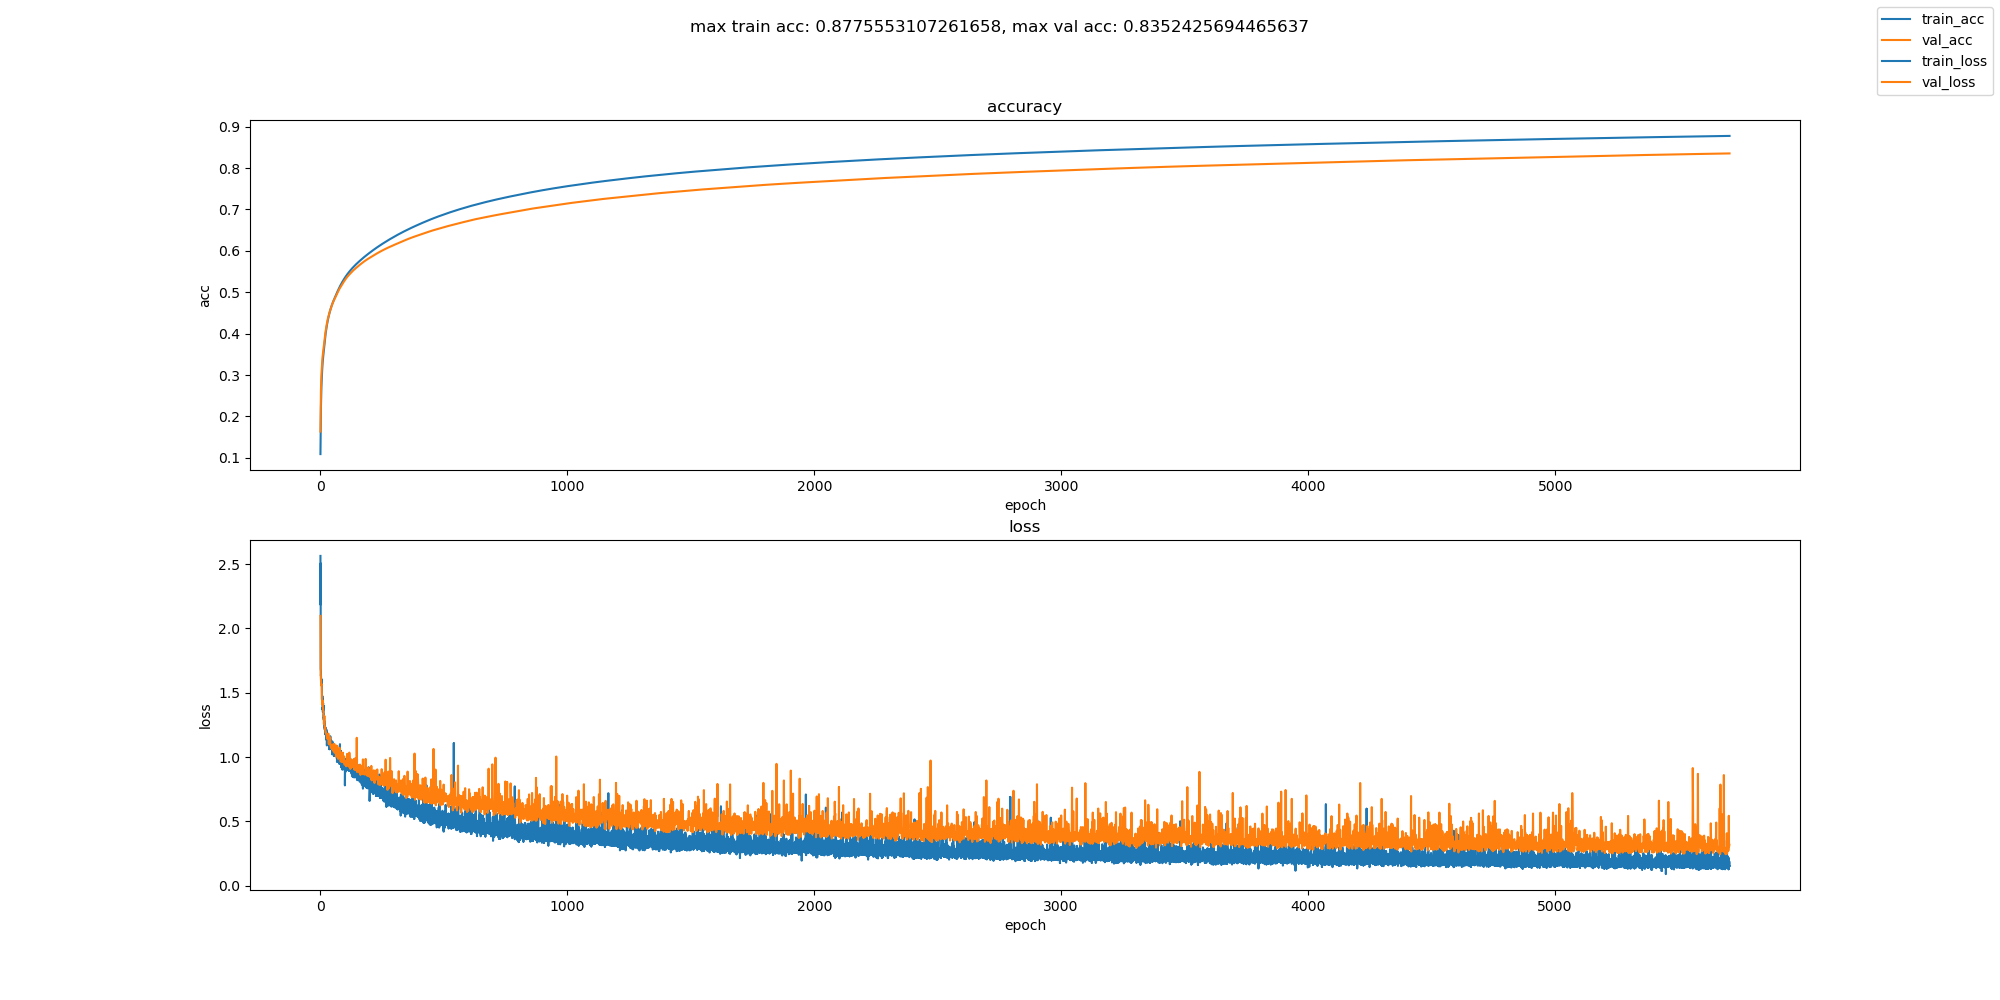 max train acc: 0.8775553107261658, max val acc: 0.8352425694465637
train_acc
val_acc
train_loss
val_loss
accuracy
0.9
0.8
0.7
0.6
0.5
0.4
0.3
0.2
0.1
acc
0 1000 2000 3000 4000 5000
epoch
loss
2.5
2.0
1.5
1.0
0.5
0.0
loss
0 1000 2000 3000 4000 5000
epoch